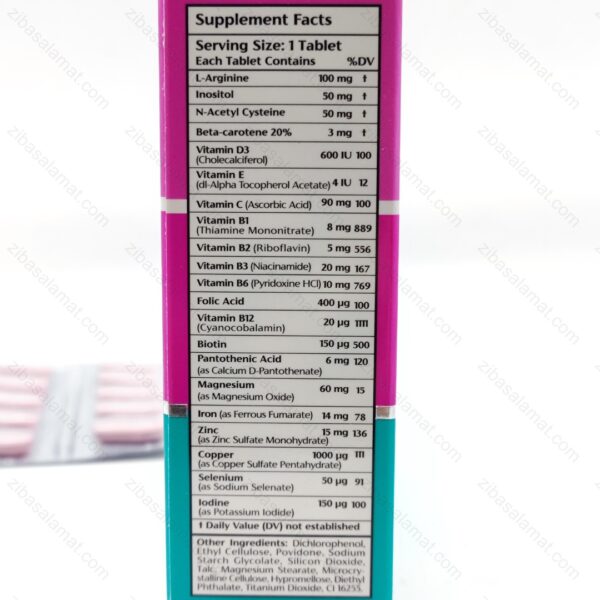 Supplement Facts
Serving Size: 1 Tablet
Each Tablet Contains %DV
L-Arginine 100 mg †
Inositol 50 mg †
N-Acetyl Cysteine 50 mg †
Beta-carotene 20% 3 mg †
Vitamin D3
(Cholecalciferol) 600 IU 100
Vitamin E
(dl-Alpha Tocopherol Acetate) 4 IU 12
Vitamin C (Ascorbic Acid) 90 mg 100
Vitamin B1
(Thiamine Mononitrate) 8 mg 889
Vitamin B2 (Riboflavin) 5 mg 556
Vitamin B3 (Niacinamide) 20 mg 167
Vitamin B6 (Pyridoxine HCl) 10 mg 769
Folic Acid 400 µg 100
Vitamin B12
(Cyanocobalamin) 20 µg 1111
Biotin 150 µg 500
Pantothenic Acid 6 mg 120
(as Calcium D-Pantothenate)
Magnesium
(as Magnesium Oxide) 60 mg 15
Iron (as Ferrous Fumarate) 14 mg 78
Zinc 15 mg 136
(as Zinc Sulfate Monohydrate)
Copper 1000 µg 111
(as Copper Sulfate Pentahydrate)
Selenium 50 µg 91
(as Sodium Selenate)
Iodine 150 µg 100
(as Potassium Iodide)
† Daily Value (DV) not established
Other Ingredients: Dichlorophenol,
Ethyl Cellulose, Povidone, Sodium
Starch Glycolate, Silicon Dioxide,
Talc, Magnesium Stearate, Microcry-
stalline Cellulose, Hypromellose, Diethyl
Phthalate, Titanium Dioxide, CI 16255.
zibasalamat.com